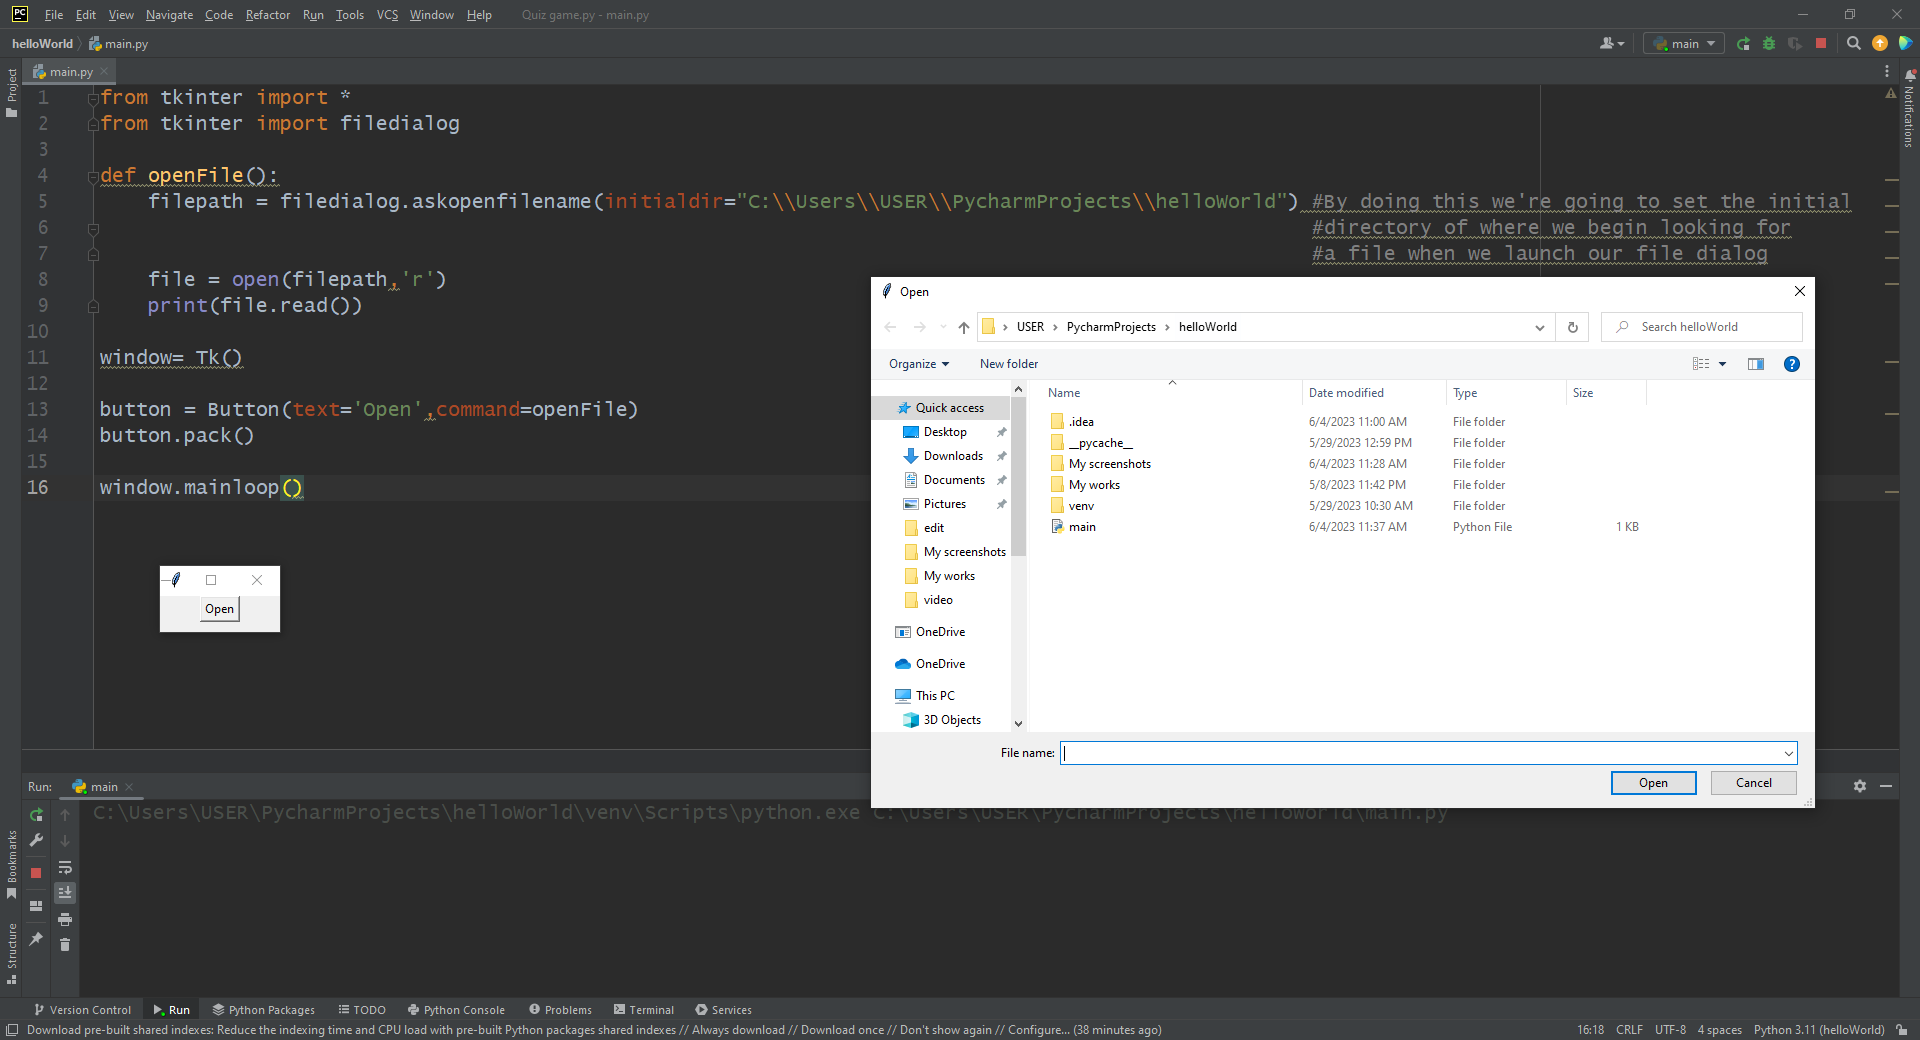 PC File Edit View Navigate Code Refactor Run Tools VCS Window Help Quiz game.py - main.py
helloWorld main.py main
main.py
Project
Notifications
1 from tkinter import *
2 from tkinter import filedialog
3
4 def openFile():
5 filepath = filedialog.askopenfilename(initialdir="C:\\Users\\USER\\PycharmProjects\\helloWorld") #By doing this we're going to set the initial
6 #directory of where we begin looking for
7 #a file when we launch our file dialog
8 file = open(filepath,'r')
9 print(file.read())
10
11 window= Tk()
12
13 button = Button(text='Open',command=openFile)
14 button.pack()
15
16 window.mainloop()
Open
Open
USER PycharmProjects helloWorld Search helloWorld
Organize New folder
Name Date modified Type Size
.idea 6/4/2023 11:00 AM File folder
__pycache__ 5/29/2023 12:59 PM File folder
My screenshots 6/4/2023 11:28 AM File folder
My works 5/8/2023 11:42 PM File folder
venv 5/29/2023 10:30 AM File folder
main 6/4/2023 11:37 AM Python File 1 KB
Quick access
Desktop
Downloads
Documents
Pictures
edit
My screenshots
My works
video
OneDrive
OneDrive
This PC
3D Objects
File name:
Open Cancel
Run: main
C:\Users\USER\PycharmProjects\helloWorld\venv\Scripts\python.exe C:\Users\USER\PycharmProjects\helloWorld\main.py
Bookmarks
Structure
Version Control Run Python Packages TODO Python Console Problems Terminal Services
Download pre-built shared indexes: Reduce the indexing time and CPU load with pre-built Python packages shared indexes // Always download // Download once // Don't show again // Configure... (38 minutes ago) 16:18 CRLF UTF-8 4 spaces Python 3.11 (helloWorld)